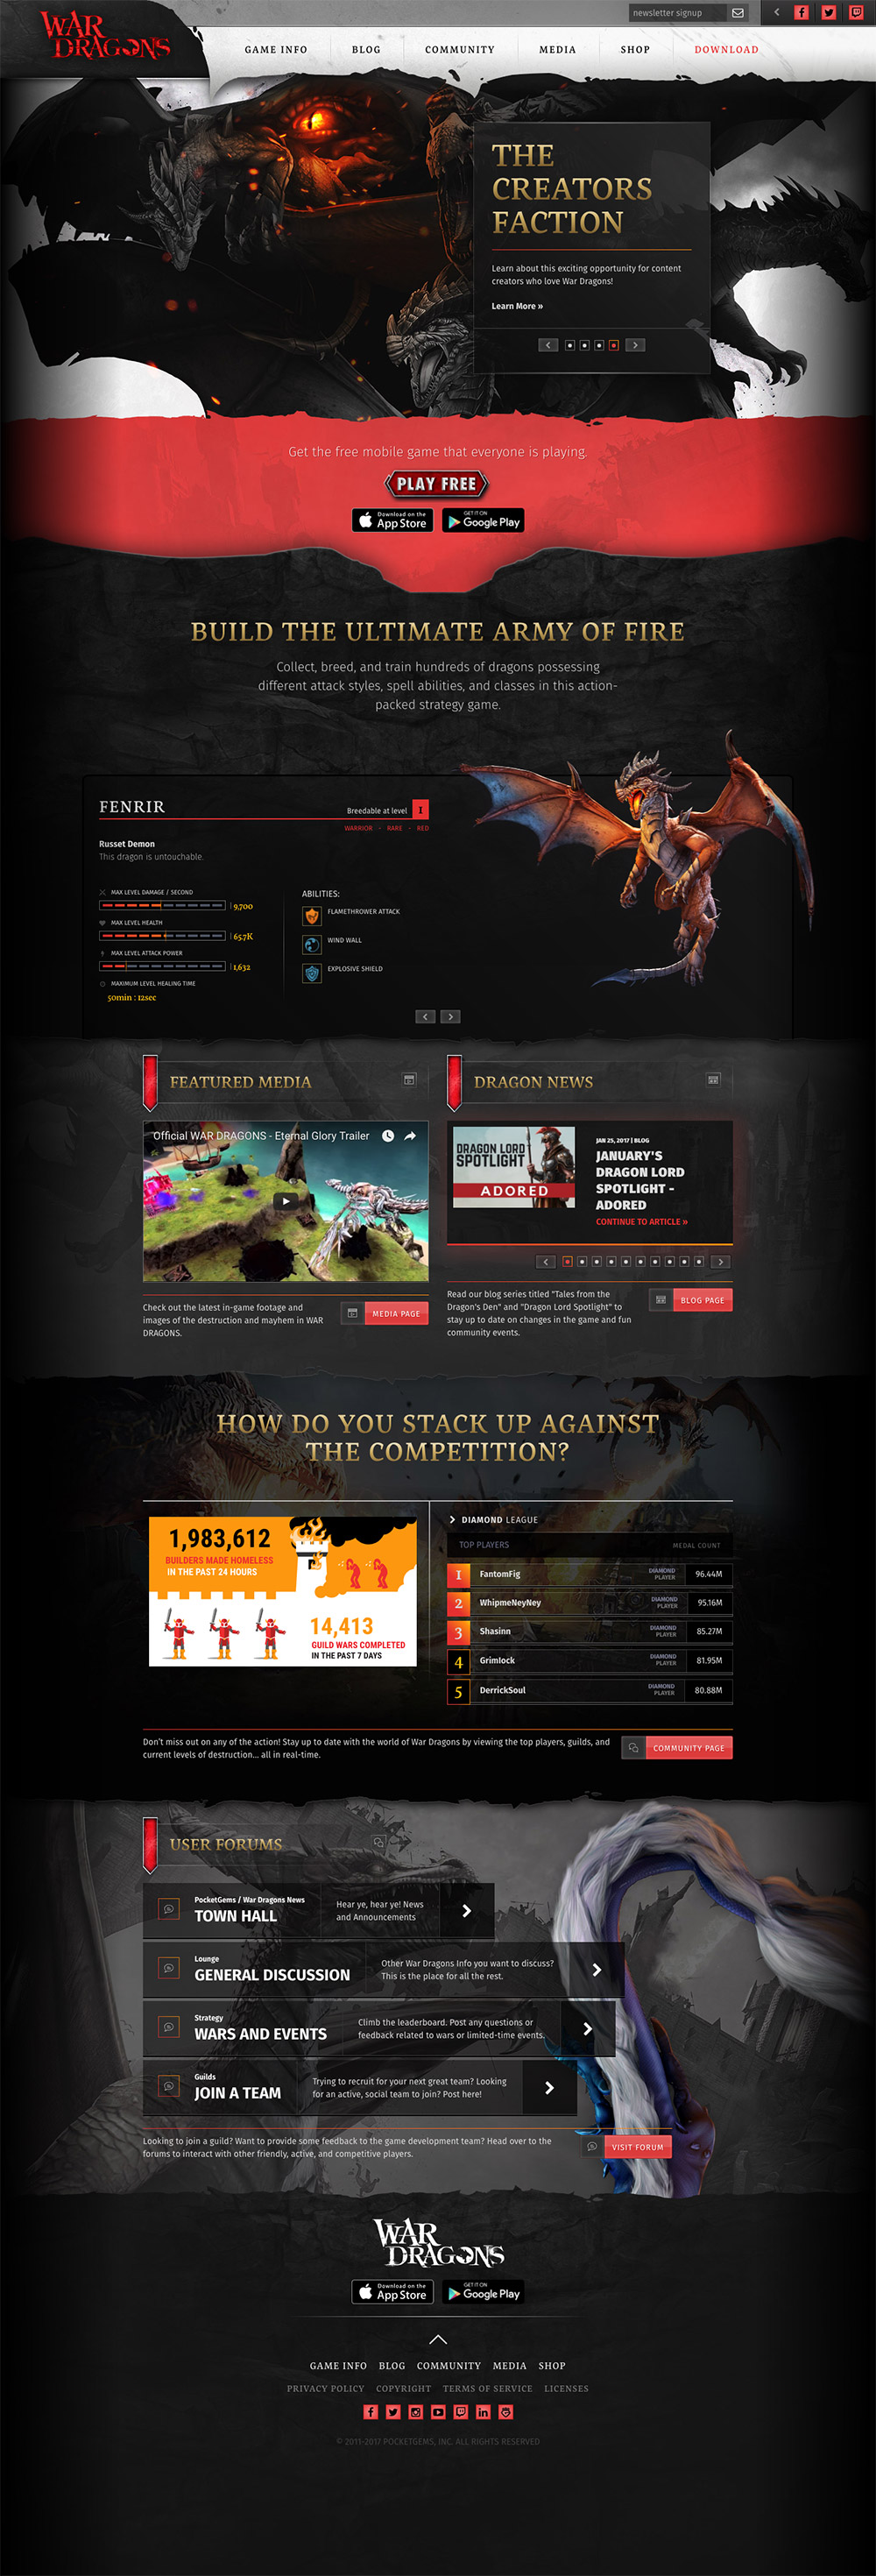 WAR
DRAGONS
newsletter signup
GAME INFO
BLOG
COMMUNITY
MEDIA
SHOP
DOWNLOAD
THE
CREATORS
FACTION
Learn about this exciting opportunity for content
creators who love War Dragons!
Learn More »
Get the free mobile game that everyone is playing.
PLAY FREE
Download on the
App Store
GET IT ON
Google Play
BUILD THE ULTIMATE ARMY OF FIRE
Collect, breed, and train hundreds of dragons possessing
different attack styles, spell abilities, and classes in this action-
packed strategy game.
FENRIR
Breedable at level
1
WARRIOR - RARE - RED
Russet Demon
This dragon is untouchable.
MAX LEVEL DAMAGE / SECOND
9,700
MAX LEVEL HEALTH
65.7K
MAX LEVEL ATTACK POWER
1,632
MAXIMUM LEVEL HEALING TIME
50min : 12sec
ABILITIES:
FLAMETHROWER ATTACK
WIND WALL
EXPLOSIVE SHIELD
FEATURED MEDIA
Official WAR DRAGONS - Eternal Glory Trailer
Check out the latest in-game footage and
images of the destruction and mayhem in WAR
DRAGONS.
MEDIA PAGE
DRAGON NEWS
DRAGON LORD
SPOTLIGHT
ADORED
JAN 25, 2017 | BLOG
JANUARY'S
DRAGON LORD
SPOTLIGHT -
ADORED
CONTINUE TO ARTICLE »
Read our blog series titled "Tales from the
Dragon's Den" and "Dragon Lord Spotlight" to
stay up to date on changes in the game and fun
community events.
BLOG PAGE
HOW DO YOU STACK UP AGAINST
THE COMPETITION?
1,983,612
BUILDERS MADE HOMELESS
IN THE PAST 24 HOURS
14,413
GUILD WARS COMPLETED
IN THE PAST 7 DAYS
DIAMOND LEAGUE
TOP PLAYERS
MEDAL COUNT
1 FantomFig DIAMOND PLAYER 96.44M
2 WhipmeNeyNey DIAMOND PLAYER 95.16M
3 Shasinn DIAMOND PLAYER 85.27M
4 Grimlock DIAMOND PLAYER 81.95M
5 DerrickSoul DIAMOND PLAYER 80.88M
Don't miss out on any of the action! Stay up to date with the world of War Dragons by viewing the top players, guilds, and
current levels of destruction... all in real-time.
COMMUNITY PAGE
USER FORUMS
PocketGems / War Dragons News
TOWN HALL
Hear ye, hear ye! News
and Announcements
Lounge
GENERAL DISCUSSION
Other War Dragons Info you want to discuss?
This is the place for all the rest.
Strategy
WARS AND EVENTS
Climb the leaderboard. Post any questions or
feedback related to wars or limited-time events.
Guilds
JOIN A TEAM
Trying to recruit for your next great team? Looking
for an active, social team to join? Post here!
Looking to join a guild? Want to provide some feedback to the game development team? Head over to the
forums to interact with other friendly, active, and competitive players.
VISIT FORUM
WAR
DRAGONS
Download on the
App Store
GET IT ON
Google Play
GAME INFO BLOG COMMUNITY MEDIA SHOP
PRIVACY POLICY COPYRIGHT TERMS OF SERVICE LICENSES
© 2011-2017 POCKETGEMS, INC. ALL RIGHTS RESERVED